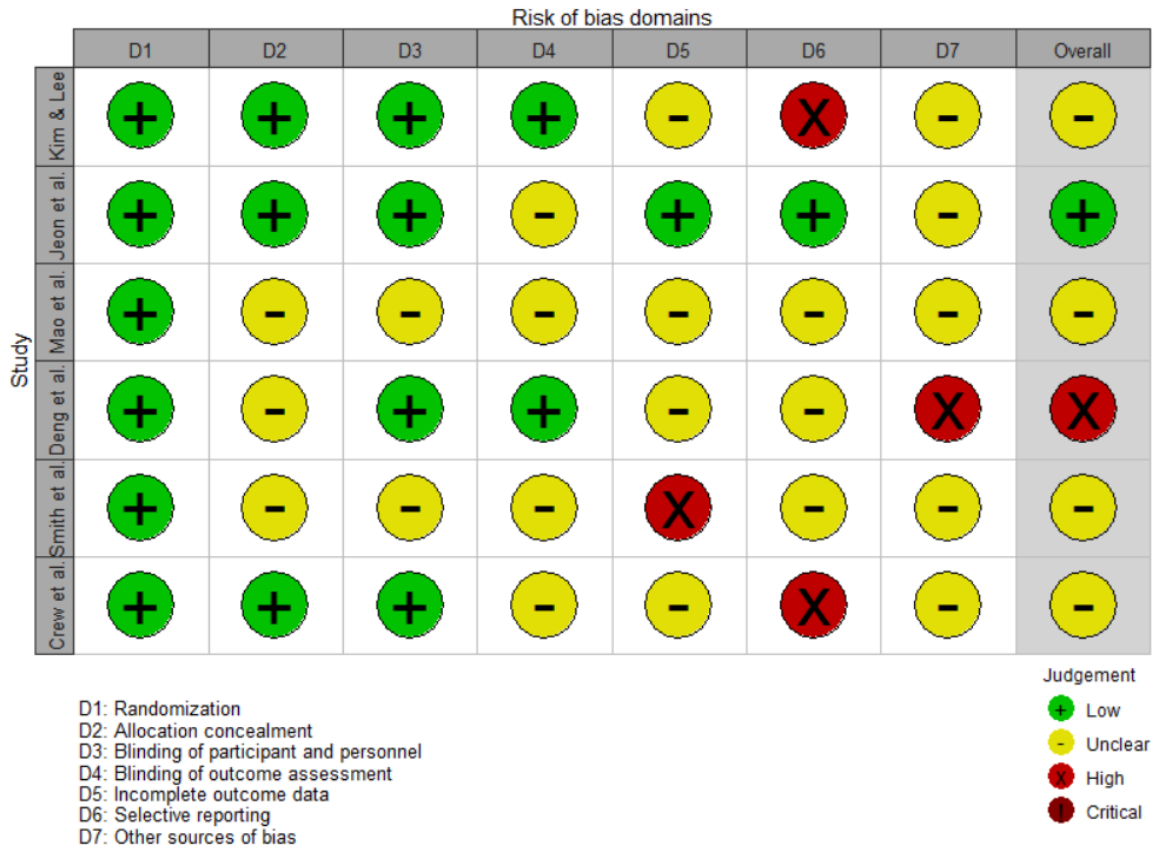 Risk of bias domains
D1 D2 D3 D4 D5 D6 D7 Overall
Study
Kim & Lee + + + + - X - -
Jeon et al. + + + - + + - +
Mao et al. + - - - - - - -
Deng et al. + - + + - - X X
Smith et al. + - - - X - - -
Crew et al. + + + - - X - -
D1: Randomization
D2: Allocation concealment
D3: Blinding of participant and personnel
D4: Blinding of outcome assessment
D5: Incomplete outcome data
D6: Selective reporting
D7: Other sources of bias
Judgement
+ Low
- Unclear
X High
! Critical